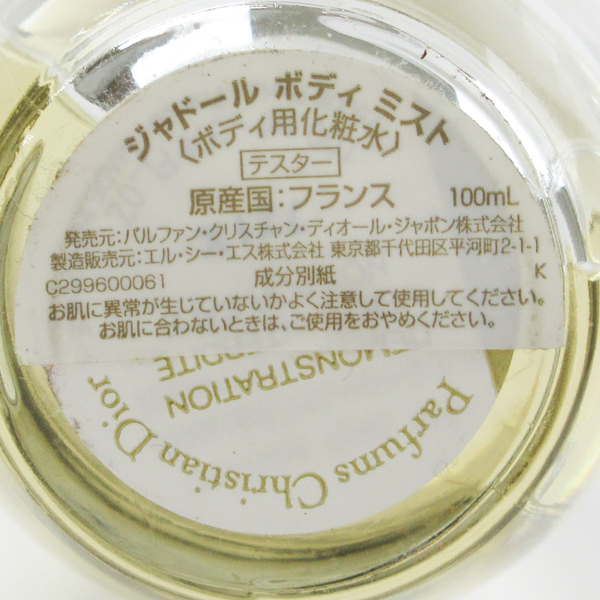 ジャドール ボディ ミスト
〈ボディ用化粧水〉
テスター
原産国：フランス 100mL
発売元：パルファン・クリスチャン・ディオール・ジャポン株式会社
製造販売元：エル・シー・エス株式会社 東京都千代田区平河町2-1-1
C299600061 成分別紙 K
お肌に異常が生じていないかよく注意して使用してください。
お肌に合わないときは、ご使用をおやめください。
DEMONSTRATION
Parfums Christian Dior